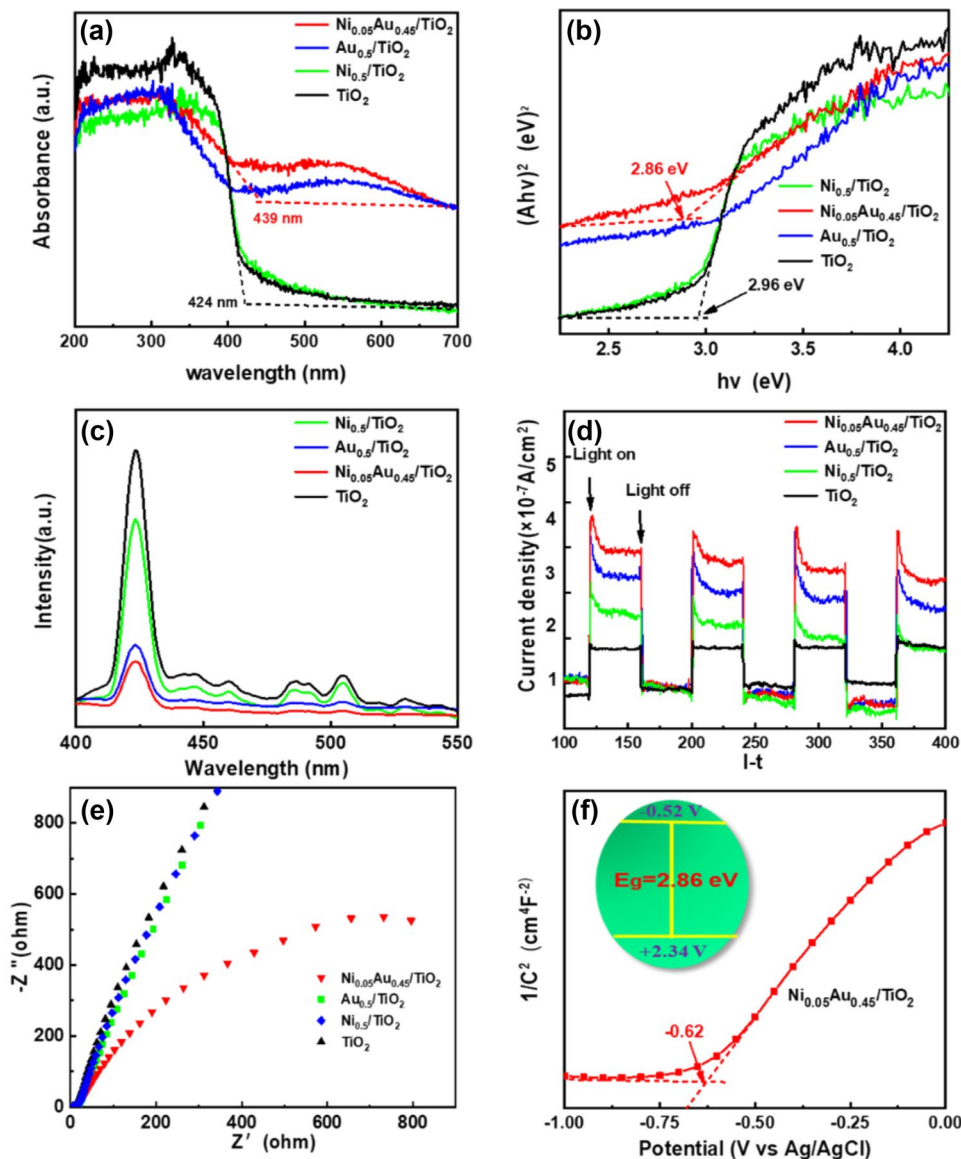 (a)
Ni₀.₀₅Au₀.₄₅/TiO₂
Au₀.₅/TiO₂
Ni₀.₅/TiO₂
TiO₂
Absorbance (a.u.)
439 nm
424 nm
200 300 400 500 600 700
wavelength (nm)
(b)
(Ahv)² (eV)²
2.86 eV
Ni₀.₅/TiO₂
Ni₀.₀₅Au₀.₄₅/TiO₂
Au₀.₅/TiO₂
TiO₂
2.96 eV
2.5 3.0 3.5 4.0
hv (eV)
(c)
Ni₀.₅/TiO₂
Au₀.₅/TiO₂
Ni₀.₀₅Au₀.₄₅/TiO₂
TiO₂
Intensity(a.u.)
400 450 500 550
Wavelength (nm)
(d)
Ni₀.₀₅Au₀.₄₅/TiO₂
Au₀.₅/TiO₂
Ni₀.₅/TiO₂
TiO₂
Light on
Light off
Current density(×10⁻⁷A/cm²)
5
4
3
2
1
100 150 200 250 300 350 400
I-t
(e)
-Z"(ohm)
800
600
400
200
0
Ni₀.₀₅Au₀.₄₅/TiO₂
Au₀.₅/TiO₂
Ni₀.₅/TiO₂
TiO₂
0 200 400 600 800
Z' (ohm)
(f)
-0.52 V
Eg=2.86 eV
+2.34 V
1/C² (cm⁴F⁻²)
Ni₀.₀₅Au₀.₄₅/TiO₂
-0.62
-1.00 -0.75 -0.50 -0.25 0.00
Potential (V vs Ag/AgCl)